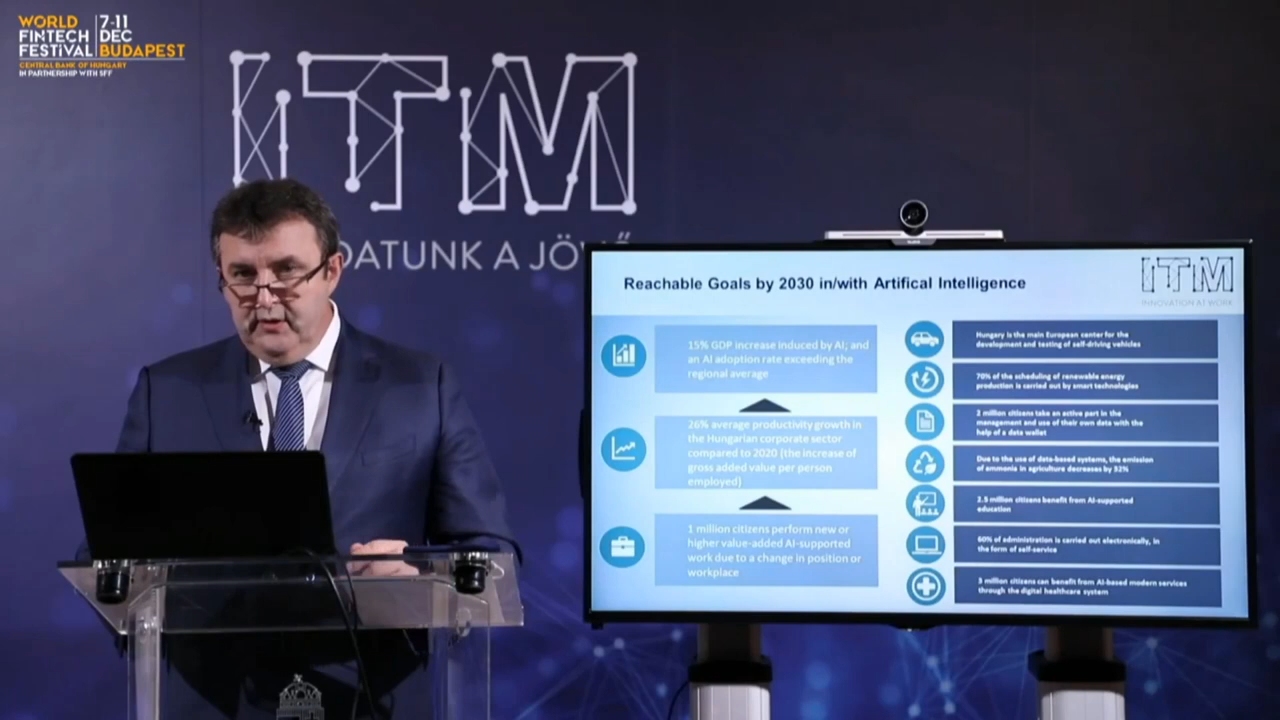 WORLD
FINTECH
FESTIVAL
7-11
DEC
BUDAPEST
CENTRAL BANK OF HUNGARY
IN PARTNERSHIP WITH SFF
ITM
DATUNK A JÖVŐ
Reachable Goals by 2030 in/with Artifical Intelligence
ITM
INNOVATION AT WORK
15% GDP increase induced by AI; and
an AI adoption rate exceeding the
regional average
26% average productivity growth in
the Hungarian corporate sector
compared to 2020 (the increase of
gross added value per person
employed)
1 million citizens perform new or
higher value-added AI-supported
work due to a change in position or
workplace
Hungary is the main European center for the
development and testing of self-driving vehicles
70% of the scheduling of renewable energy
production is carried out by smart technologies
2 million citizens take an active part in the
management and use of their own data with the
help of a data wallet
Due to the use of data-based systems, the emission
of ammonia in agriculture decreases by 32%
2.5 million citizens benefit from AI-supported
education
60% of administration is carried out electronically, in
the form of self-service
3 million citizens can benefit from AI-based modern services
through the digital healthcare system